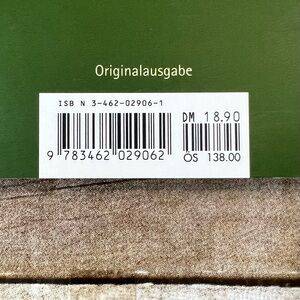 Originalausgabe
ISB N 3-462-02906-1
DM 18.90
9 783462 029062
ÖS 138.00